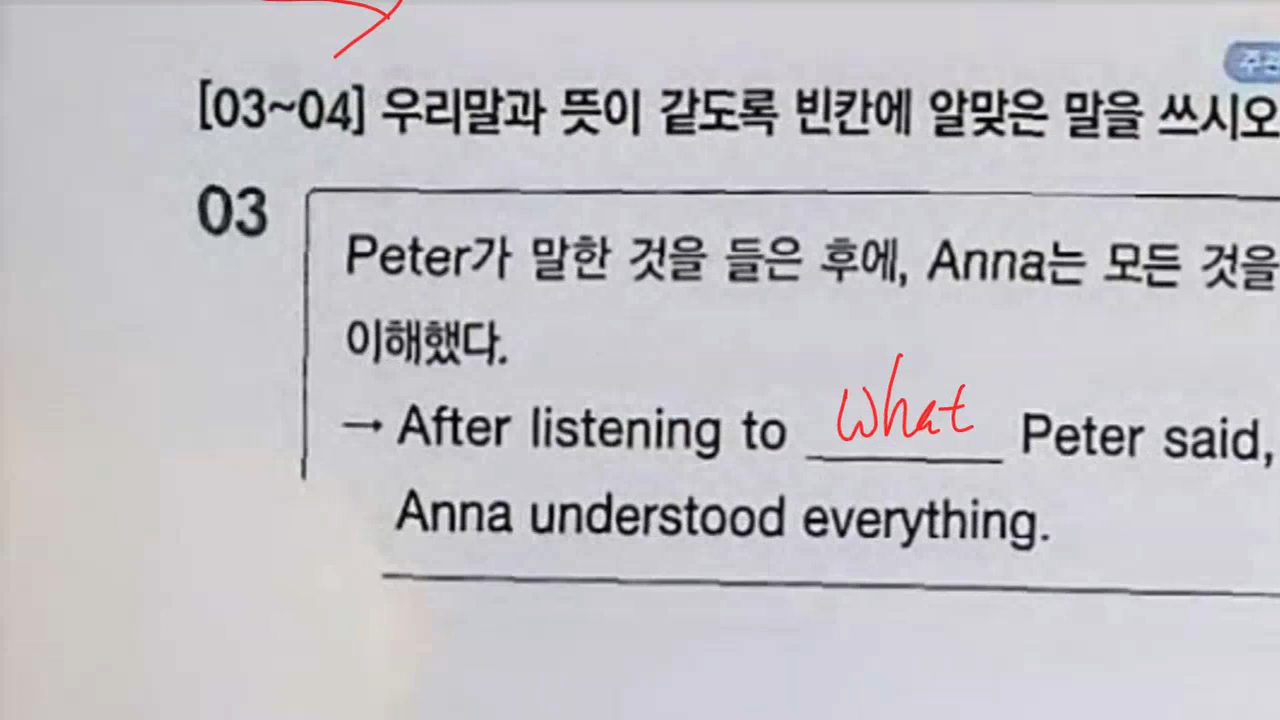 [03~04] 우리말과 뜻이 같도록 빈칸에 알맞은 말을 쓰시오
03
Peter가 말한 것을 들은 후에, Anna는 모든 것을
이해했다.
→ After listening to what Peter said,
Anna understood everything.